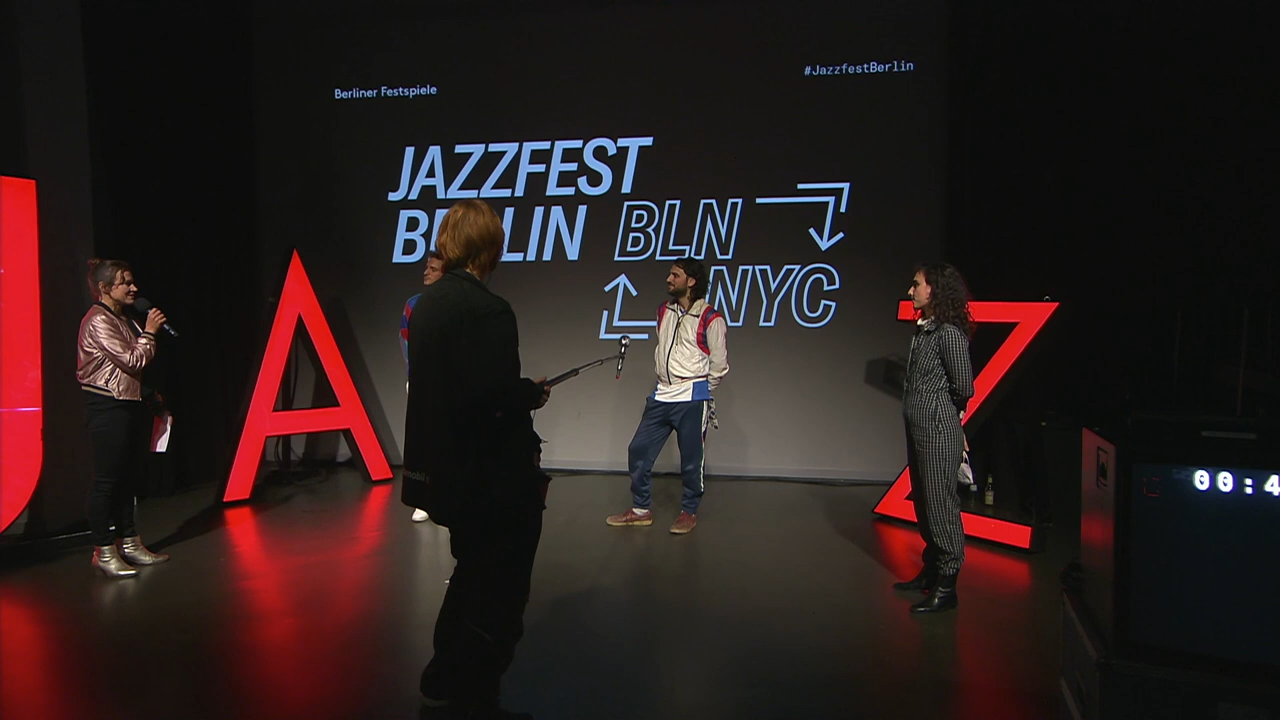 Berliner Festspiele
#JazzfestBerlin
JAZZFEST
BERLIN BLN
NYC
J A Z
00:4